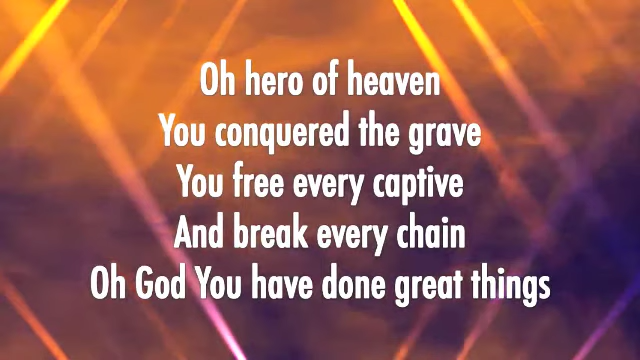 Oh hero of heaven
You conquered the grave
You free every captive
And break every chain
Oh God You have done great things